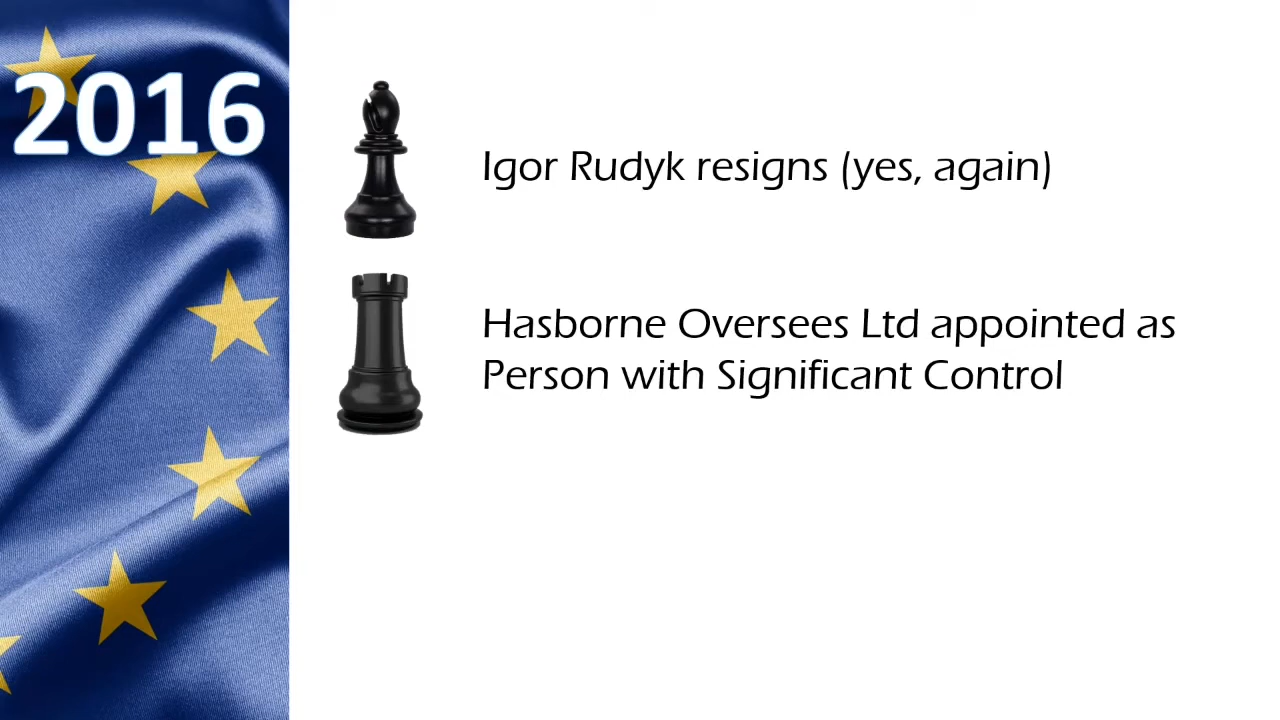 2016
Igor Rudyk resigns (yes, again)
Hasborne Oversees Ltd appointed as
Person with Significant Control